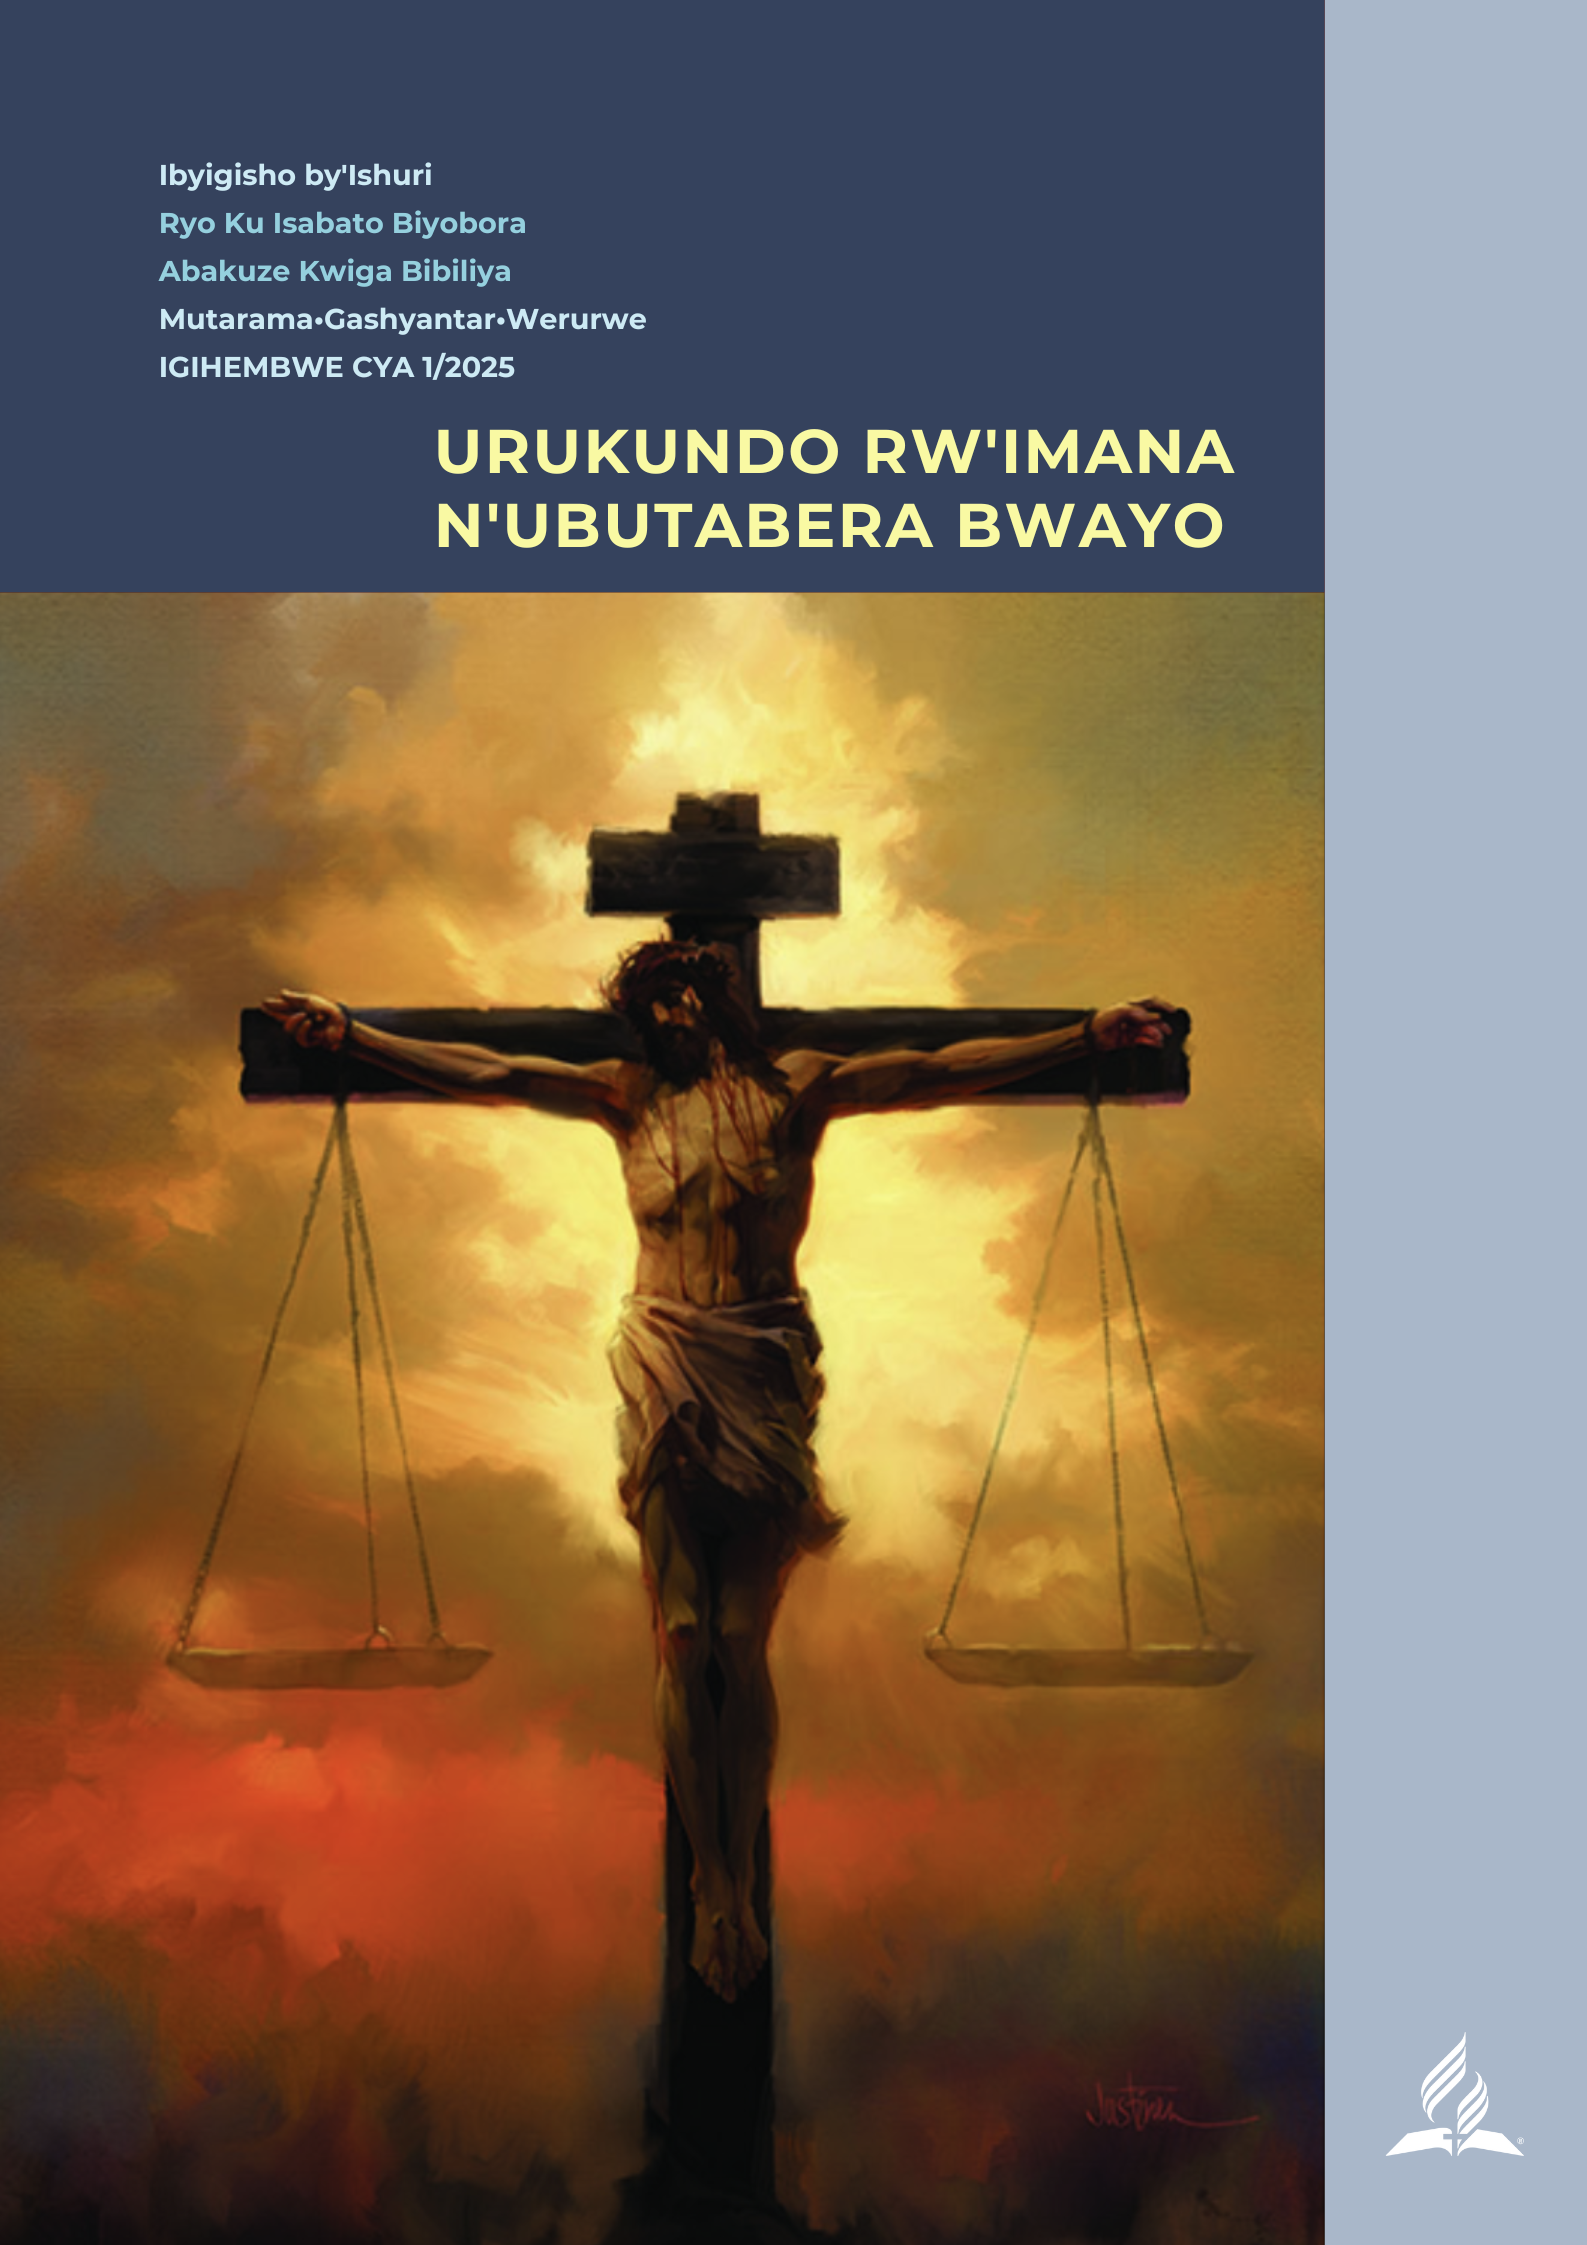 Ibyigisho by'Ishuri
Ryo Ku Isabato Biyobora
Abakuze Kwiga Bibiliya
Mutarama•Gashyantar•Werurwe
IGIHEMBWE CYA 1/2025
URUKUNDO RW'IMANA
N'UBUTABERA BWAYO
®